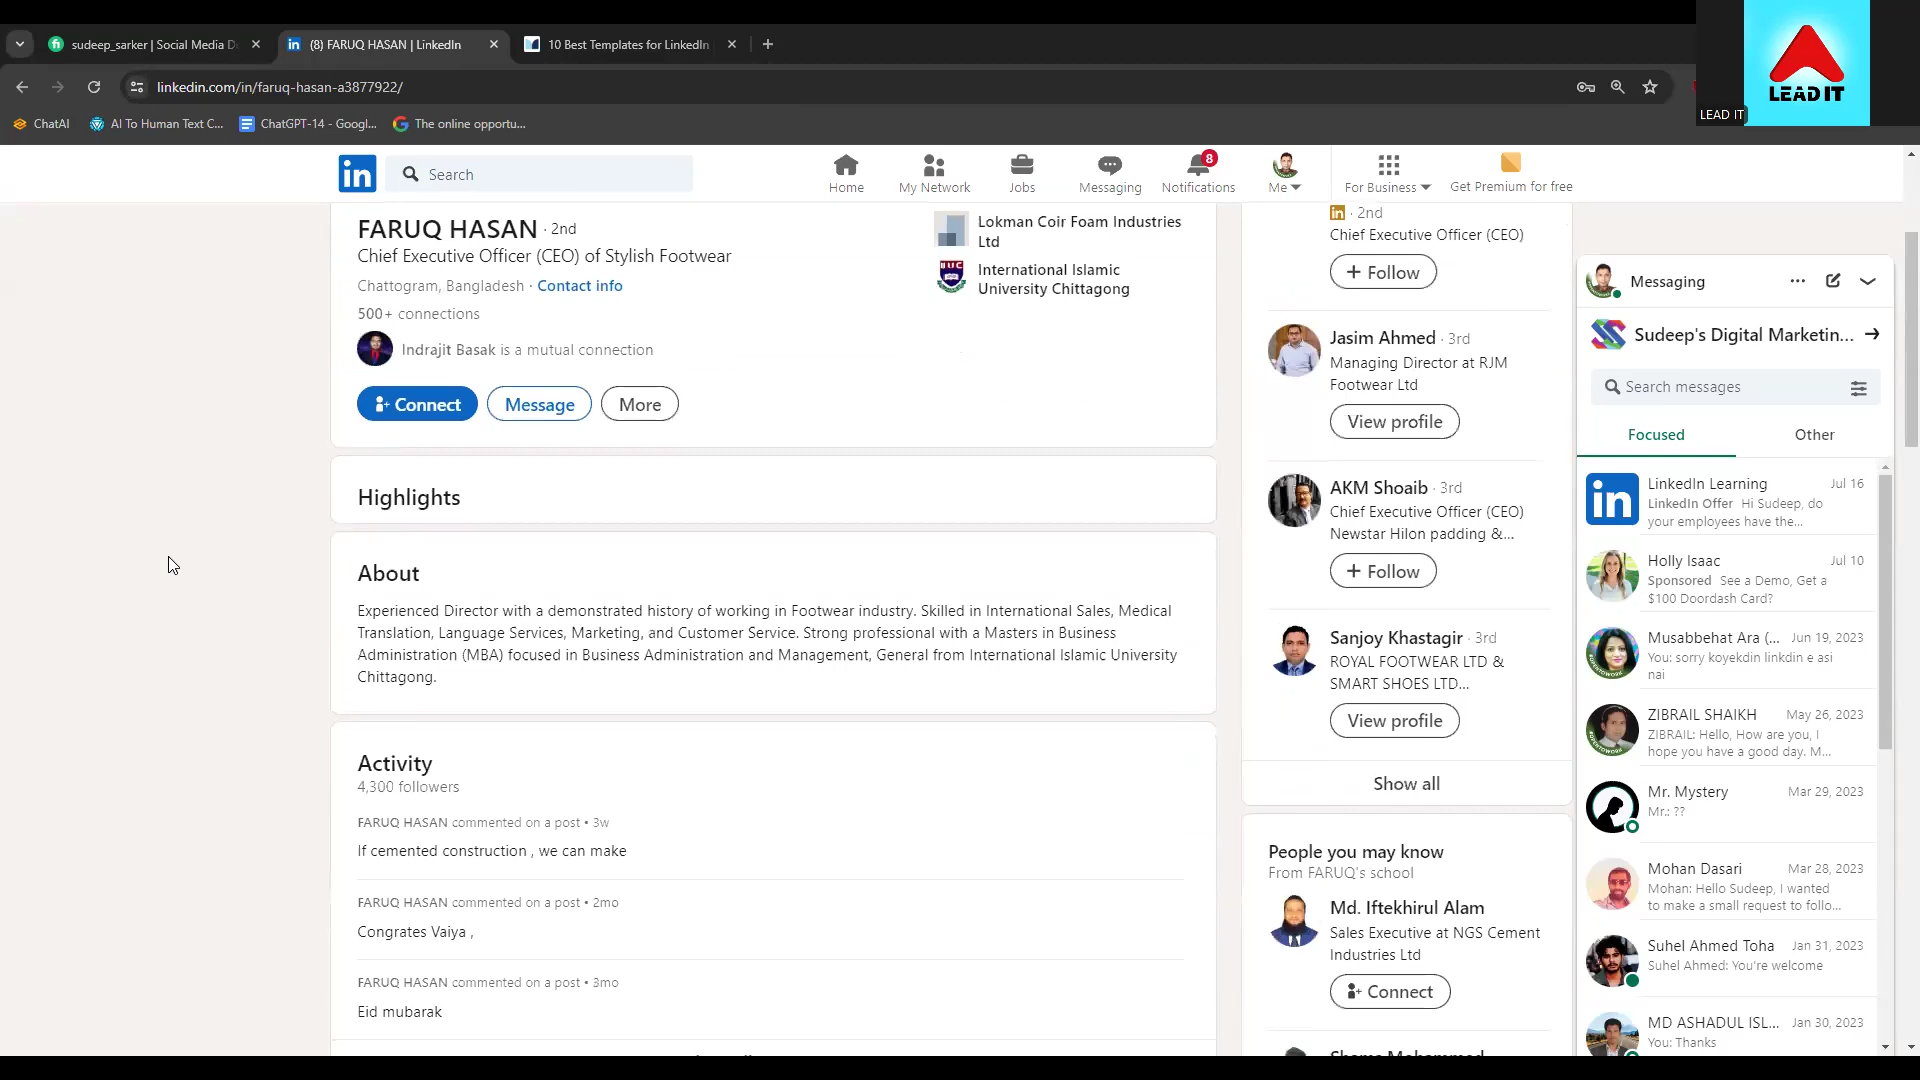 sudeep_sarker | Social Media D
(8) FARUQ HASAN | LinkedIn
10 Best Templates for LinkedIn
linkedin.com/in/faruq-hasan-a3877922/
ChatAI
AI To Human Text C...
ChatGPT-14 - Googl...
The online opportu...
LEAD IT
LEAD IT
in
Search
Home
My Network
Jobs
Messaging
8
Notifications
Me
For Business
Get Premium for free
FARUQ HASAN · 2nd
Chief Executive Officer (CEO) of Stylish Footwear
Chattogram, Bangladesh · Contact info
500+ connections
Indrajit Basak is a mutual connection
Connect
Message
More
Lokman Coir Foam Industries
Ltd
International Islamic
University Chittagong
Highlights
About
Experienced Director with a demonstrated history of working in Footwear industry. Skilled in International Sales, Medical
Translation, Language Services, Marketing, and Customer Service. Strong professional with a Masters in Business
Administration (MBA) focused in Business Administration and Management, General from International Islamic University
Chittagong.
Activity
4,300 followers
FARUQ HASAN commented on a post • 3w
If cemented construction , we can make
FARUQ HASAN commented on a post • 2mo
Congrates Vaiya ,
FARUQ HASAN commented on a post • 3mo
Eid mubarak
in · 2nd
Chief Executive Officer (CEO)
+ Follow
Jasim Ahmed · 3rd
Managing Director at RJM
Footwear Ltd
View profile
AKM Shoaib · 3rd
Chief Executive Officer (CEO)
Newstar Hilon padding &...
+ Follow
Sanjoy Khastagir · 3rd
ROYAL FOOTWEAR LTD &
SMART SHOES LTD...
View profile
Show all
People you may know
From FARUQ's school
Md. Iftekhirul Alam
Sales Executive at NGS Cement
Industries Ltd
Connect
Messaging
Sudeep's Digital Marketin...
Search messages
Focused
Other
LinkedIn Learning Jul 16
LinkedIn Offer Hi Sudeep, do
your employees have the...
Holly Isaac Jul 10
Sponsored See a Demo, Get a
$100 Doordash Card?
Musabbehat Ara (... Jun 19, 2023
You: sorry koyekdin linkdin e asi
nai
ZIBRAIL SHAIKH May 26, 2023
ZIBRAIL: Hello, How are you, I
hope you have a good day. M...
Mr. Mystery Mar 29, 2023
Mr.: ??
Mohan Dasari Mar 28, 2023
Mohan: Hello Sudeep, I wanted
to make a small request to follo...
Suhel Ahmed Toha Jan 31, 2023
Suhel Ahmed: You're welcome
MD ASHADUL ISL... Jan 30, 2023
You: Thanks